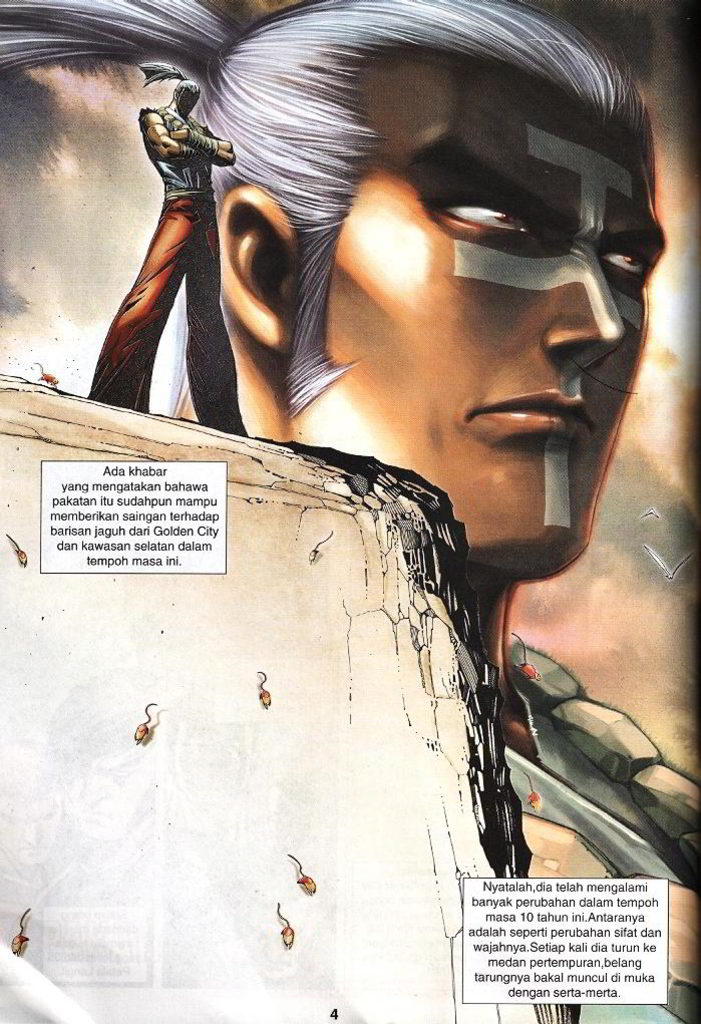 Ada khabar
yang mengatakan bahawa
pakatan itu sudahpun mampu
memberikan saingan terhadap
barisan jaguh dari Golden City
dan kawasan selatan dalam
tempoh masa ini.
Nyatalah,dia telah mengalami
banyak perubahan dalam tempoh
masa 10 tahun ini.Antaranya
adalah seperti perubahan sifat dan
wajahnya.Setiap kali dia turun ke
medan pertempuran,belang
tarungnya bakal muncul di muka
dengan serta-merta.
4